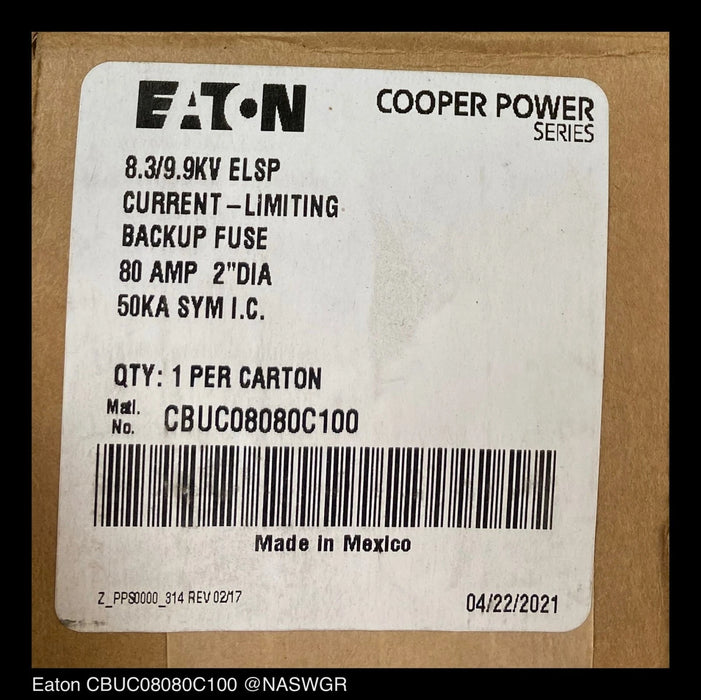 EATON
COOPER POWER
SERIES
8.3/9.9KV ELSP
CURRENT-LIMITING
BACKUP FUSE
80 AMP 2"DIA
50KA SYM I.C.
QTY: 1 PER CARTON
Matl.
No. CBUC08080C100
Made in Mexico
Z_PPS0000_314 REV 02/17
04/22/2021
Eaton CBUC08080C100 @NASWGR